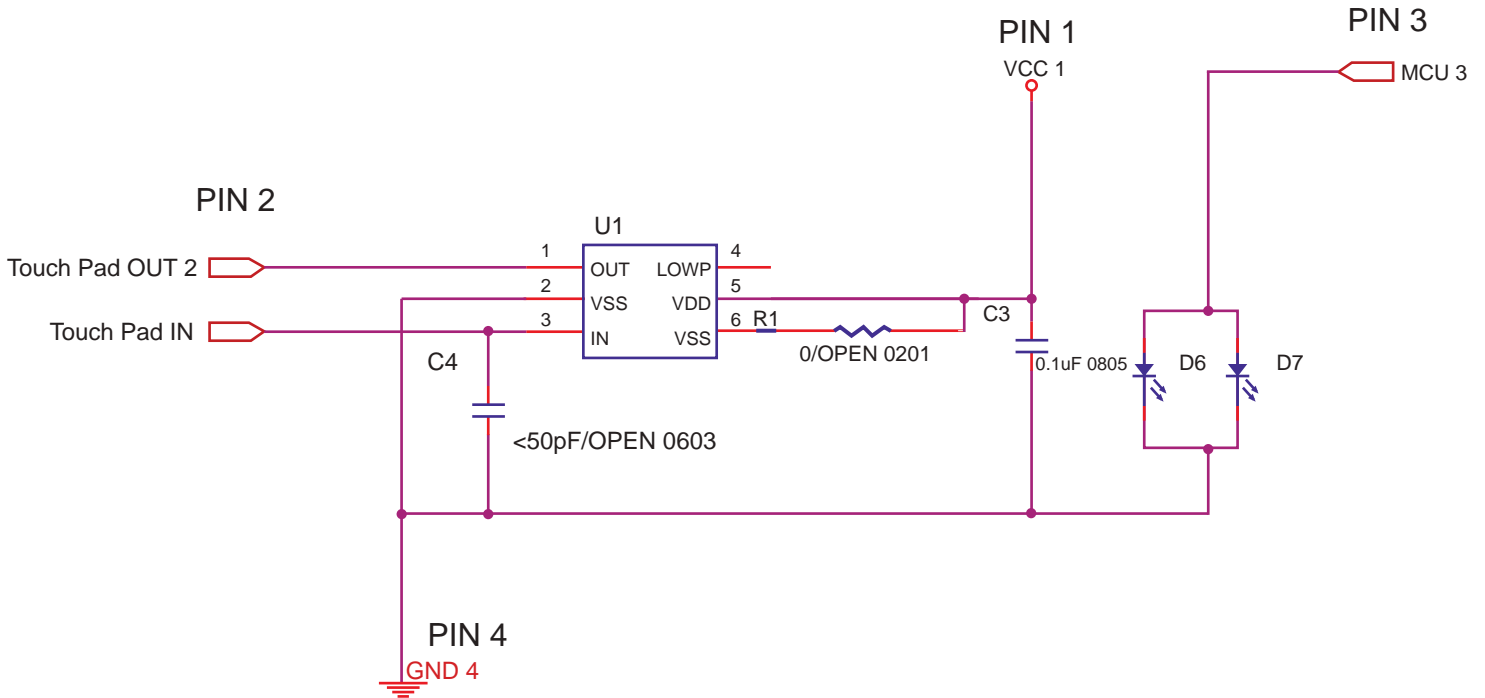 PIN 3
PIN 1
VCC 1
MCU 3
PIN 2
U1
1
4
Touch Pad OUT 2
OUT
LOWP
2
5
VSS
VDD
C3
3
6
R1
Touch Pad IN
IN
VSS
0/OPEN 0201
C4
0.1uF 0805
D6
D7
<50pF/OPEN 0603
PIN 4
GND 4